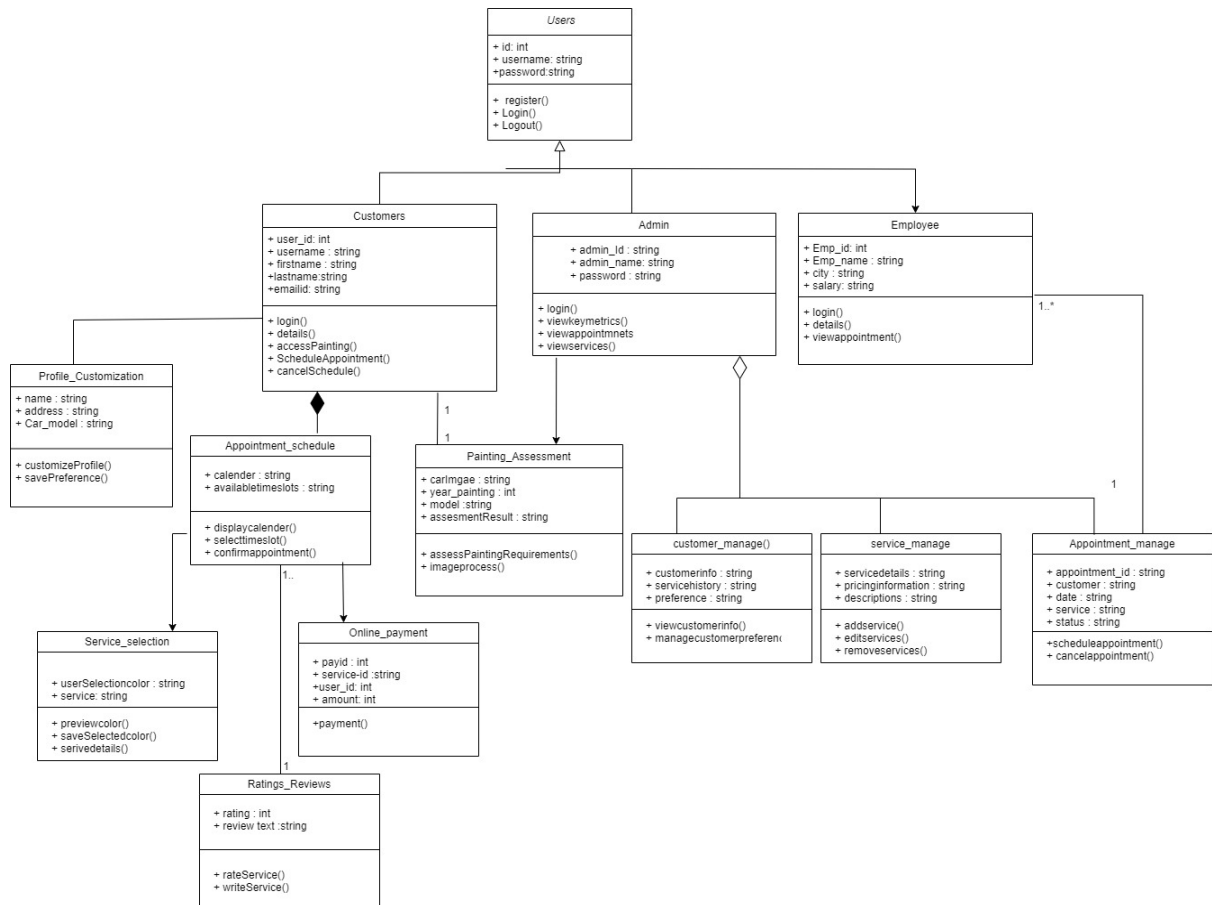 Users
+ id: int
+ username: string
+password:string
+ register()
+ Login()
+ Logout()
Customers
+ user_id: int
+ username : string
+ firstname : string
+lastname:string
+emailid: string
+ login()
+ details()
+ accessPainting()
+ ScheduleAppointment()
+ cancelSchedule()
Admin
+ admin_Id : string
+ admin_name: string
+ password : string
+ login()
+ viewkeymetrics()
+ viewappointmnets
+ viewservices()
Employee
+ Emp_id: int
+ Emp_name : string
+ city : string
+ salary: string
+ login()
+ details()
+ viewappointment()
1..*
Profile_Customization
+ name : string
+ address : string
+ Car_model : string
+ customizeProfile()
+ savePreference()
1
1
Appointment_schedule
+ calender : string
+ availabletimeslots : string
+ displaycalender()
+ selecttimeslot()
+ confirmappointment()
1..
Painting_Assessment
+ carImgae : string
+ year_painting : int
+ model :string
+ assesmentResult : string
+ assessPaintingRequirements()
+ imageprocess()
1
customer_manage()
+ customerinfo : string
+ servicehistory : string
+ preference : string
+ viewcustomerinfo()
+ managecustomerpreferenc
service_manage
+ servicedetails : string
+ pricinginformation : string
+ descriptions : string
+ addservice()
+ editservices()
+ removeservices()
Appointment_manage
+ appointment_id : string
+ customer : string
+ date : string
+ service : string
+ status : string
+scheduleappointment()
+ cancelappointment()
Service_selection
+ userSelectioncolor : string
+ service: string
+ previewcolor()
+ saveSelectedcolor()
+ serivedetails()
Online_payment
+ payid : int
+ service-id :string
+user_id: int
+ amount: int
+payment()
1
Ratings_Reviews
+ rating : int
+ review text :string
+ rateService()
+ writeService()